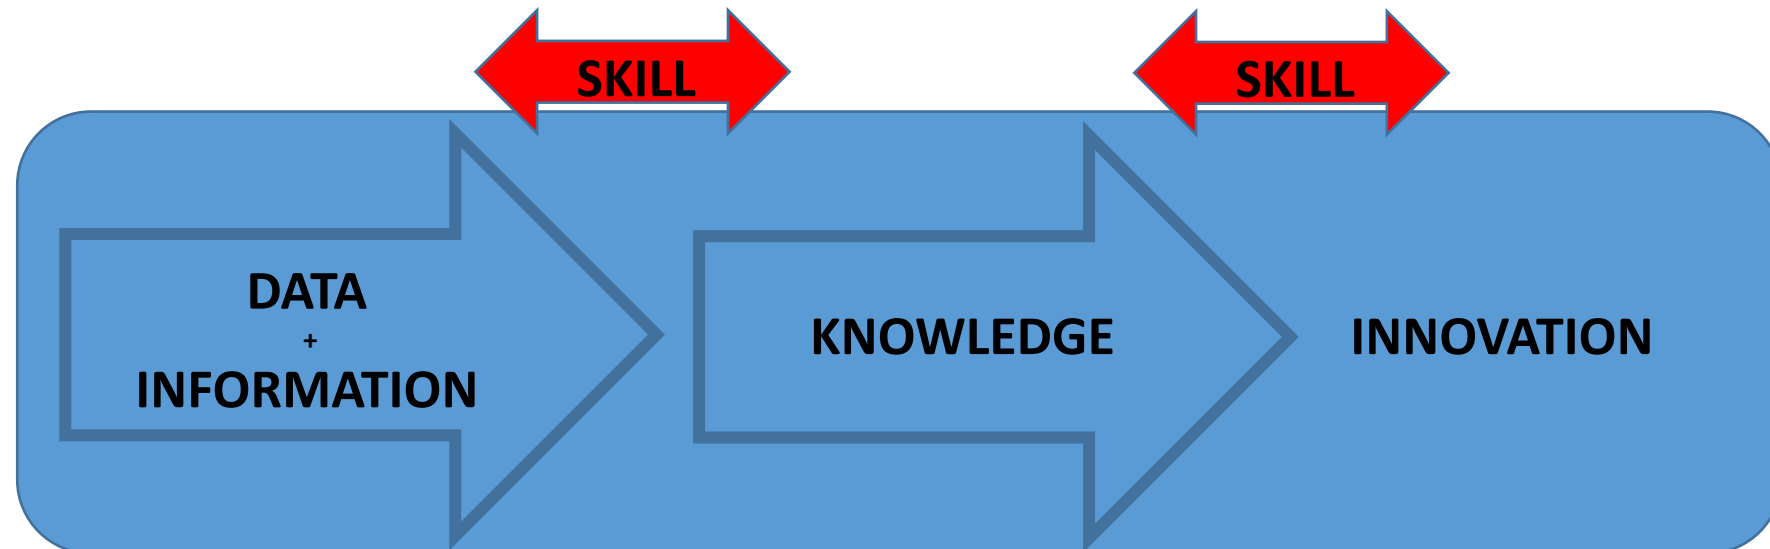 SKILL
SKILL
DATA
+
INFORMATION
KNOWLEDGE
INNOVATION